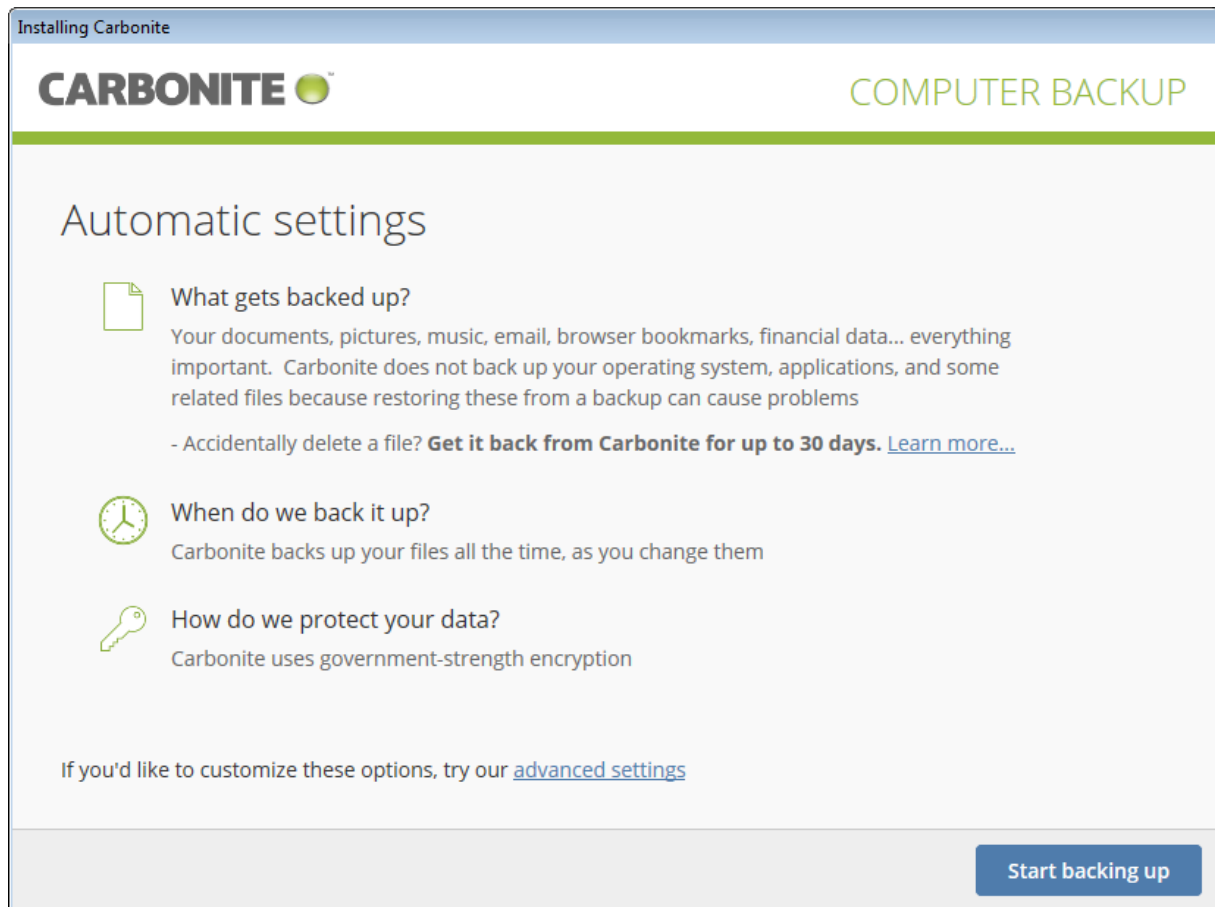 Installing Carbonite
CARBONITE ™
COMPUTER BACKUP
Automatic settings
What gets backed up?
Your documents, pictures, music, email, browser bookmarks, financial data... everything
important.  Carbonite does not back up your operating system, applications, and some
related files because restoring these from a backup can cause problems
- Accidentally delete a file? Get it back from Carbonite for up to 30 days. Learn more...
When do we back it up?
Carbonite backs up your files all the time, as you change them
How do we protect your data?
Carbonite uses government-strength encryption
If you'd like to customize these options, try our advanced settings
Start backing up